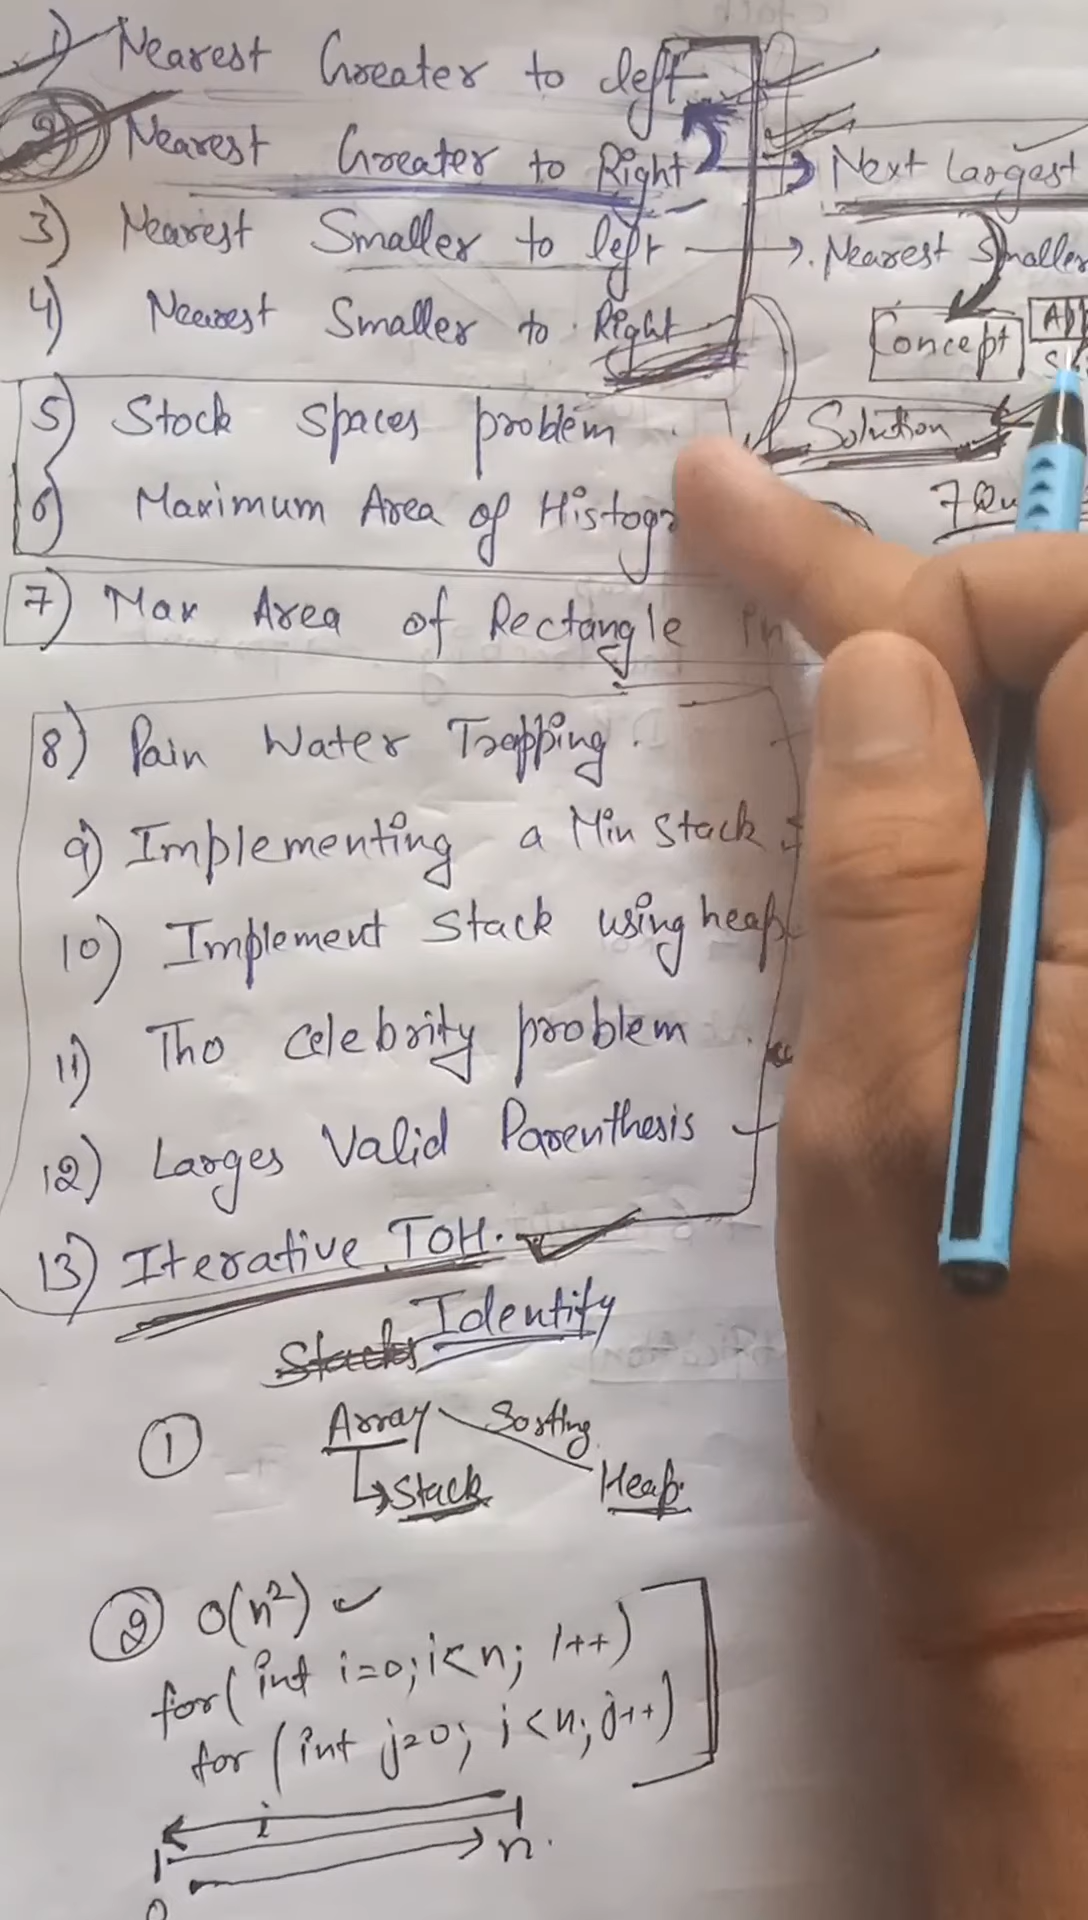 1) Nearest Greater to left
2) Nearest Greater to Right → Next Largest
3) Nearest Smaller to left → Nearest Smaller
4) Nearest Smaller to Right
Concept
5) Stock Spaces problem
Solution
6) Maximum Area of Histogr
7) Max Area of Rectangle in
8) Pain Water Trapping.
9) Implementing a Min Stack
10) Implement Stack using heap
11) Tho Celebrity problem
12) Larges Valid Parenthesis
13) Iterative TOH.
Stacks Identify
1 Array Sorting
Stack Heap
2 O(n²)
for(int i=0; i<n; i++)
for(int j=0; j<n; j++)
i
0 n.